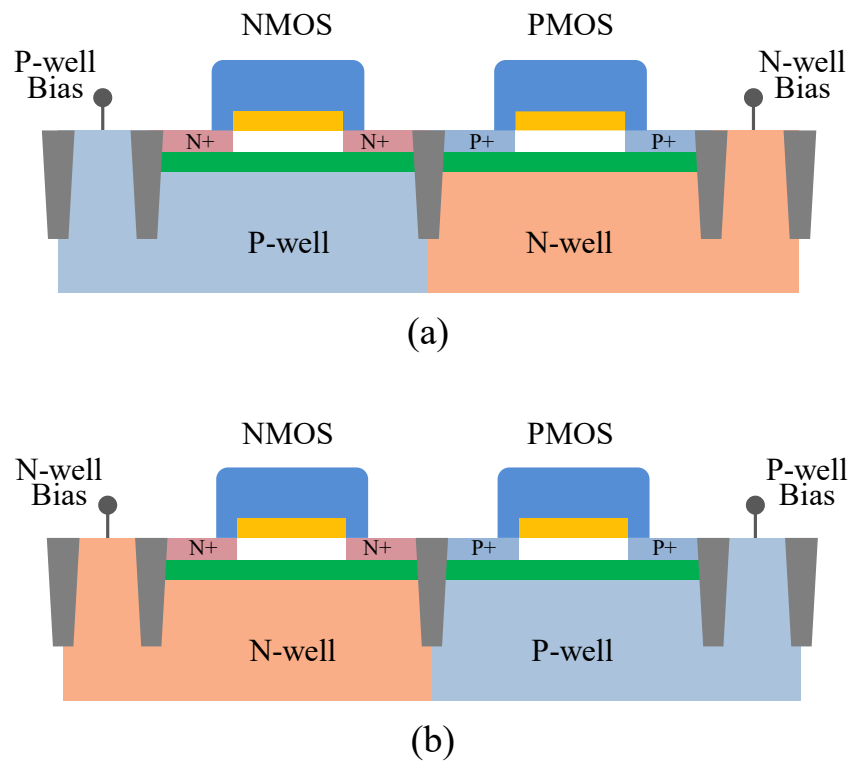 NMOS
PMOS
P-well
Bias
N-well
Bias
N+
N+
P+
P+
P-well
N-well
(a)
NMOS
PMOS
N-well
Bias
P-well
Bias
N+
N+
P+
P+
N-well
P-well
(b)